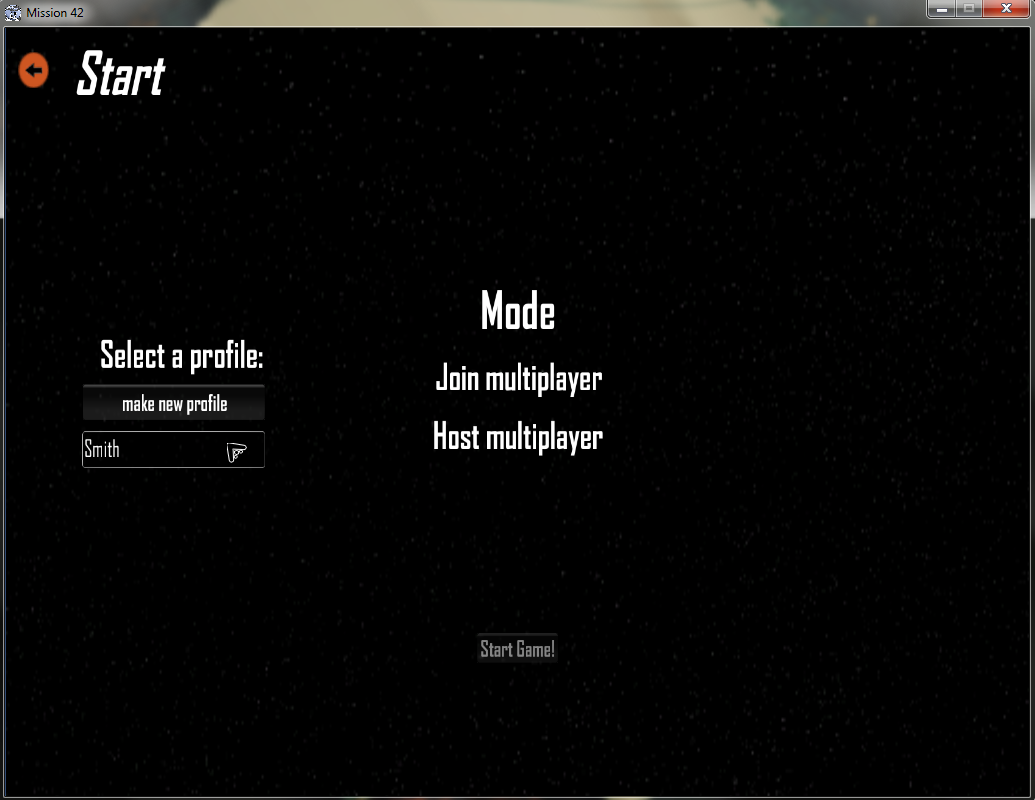 Mission 42
Start
Mode
Select a profile:
make new profile
Smith
Join multiplayer
Host multiplayer
Start Game!